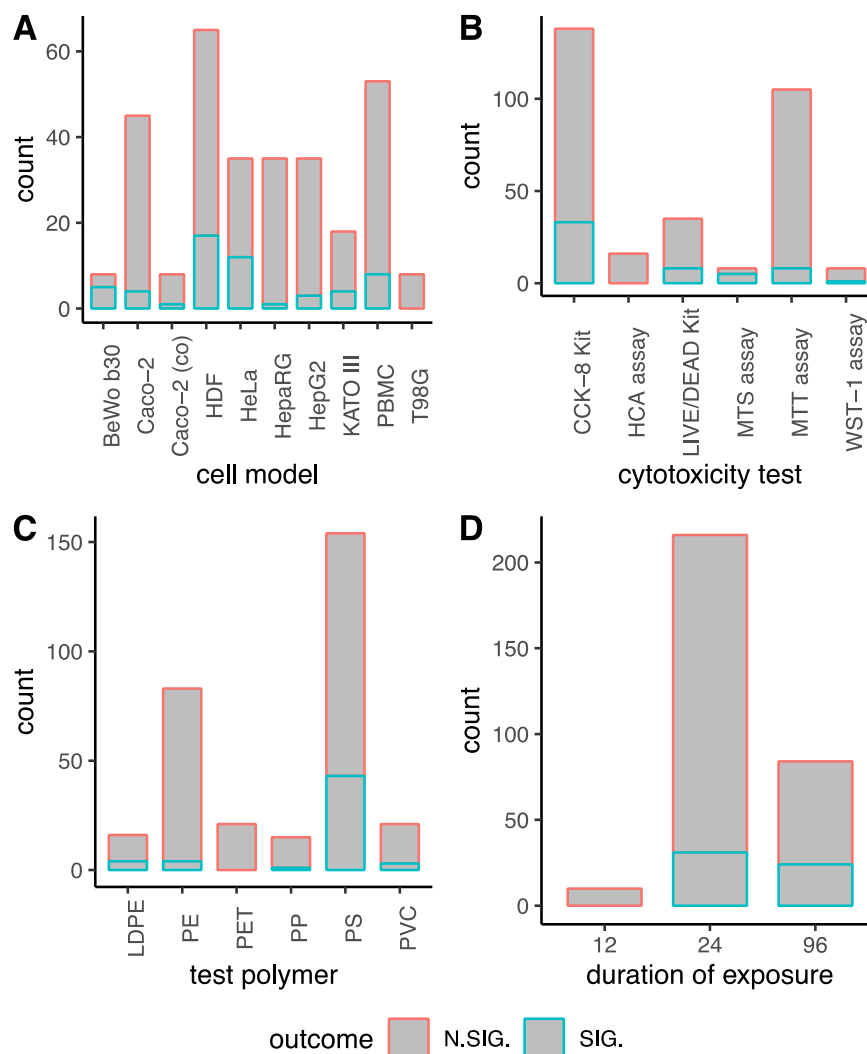 A
count
60
40
20
0
BeWo b30
Caco−2
Caco−2 (co)
HDF
HeLa
HepaRG
HepG2
KATO III
PBMC
T98G
cell model
B
count
100
50
0
CCK−8 Kit
HCA assay
LIVE/DEAD Kit
MTS assay
MTT assay
WST−1 assay
cytotoxicity test
C
count
150
100
50
0
LDPE
PE
PET
PP
PS
PVC
test polymer
D
count
200
150
100
50
0
12 24 96
duration of exposure
outcome N.SIG. SIG.